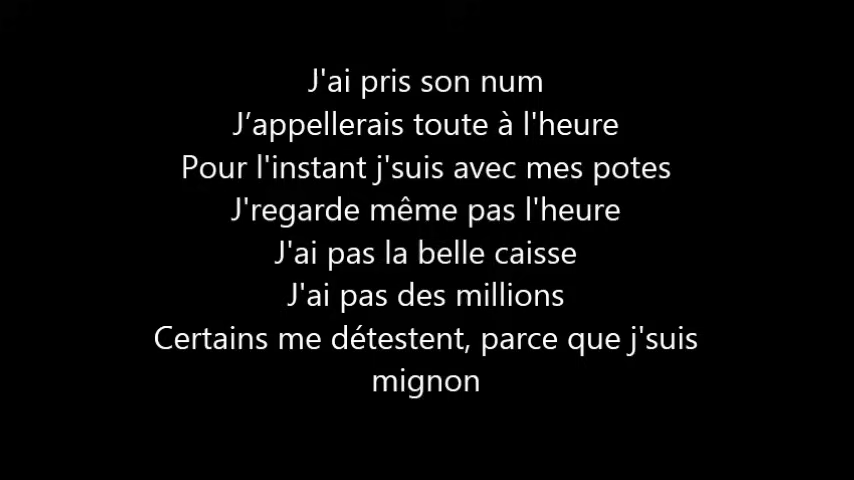 J'ai pris son num
J’appellerais toute à l'heure
Pour l'instant j'suis avec mes potes
J'regarde même pas l'heure
J'ai pas la belle caisse
J'ai pas des millions
Certains me détestent, parce que j'suis
mignon